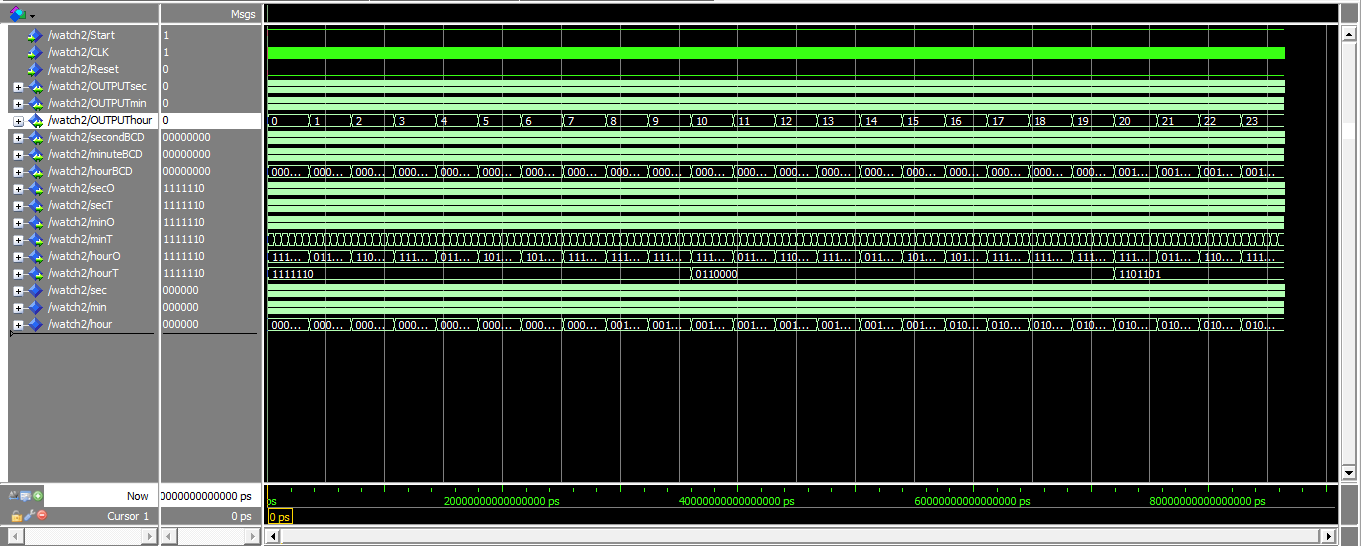 Msgs
/watch2/Start 1
/watch2/CLK 1
/watch2/Reset 0
/watch2/OUTPUTsec 0
/watch2/OUTPUTmin 0
/watch2/OUTPUThour 0 0 1 2 3 4 5 6 7 8 9 10 11 12 13 14 15 16 17 18 19 20 21 22 23
/watch2/secondBCD 00000000
/watch2/minuteBCD 00000000
/watch2/hourBCD 00000000 000... 000... 000... 000... 000... 000... 000... 000... 000... 000... 000... 000... 000... 000... 000... 000... 000... 000... 000... 000... 001... 001... 001... 001...
/watch2/secO 1111110
/watch2/secT 1111110
/watch2/minO 1111110
/watch2/minT 1111110
/watch2/hourO 1111110 111... 011... 110... 111... 011... 101... 101... 111... 111... 111... 111... 011... 110... 111... 011... 101... 101... 111... 111... 111... 111... 011... 110... 111...
/watch2/hourT 1111110 1111110 0110000 1101101
/watch2/sec 000000
/watch2/min 000000
/watch2/hour 000000 000... 000... 000... 000... 000... 000... 000... 000... 001... 001... 001... 001... 001... 001... 001... 001... 010... 010... 010... 010... 010... 010... 010... 010...
Now 000000000000 ps ps 20000000000000000 ps 40000000000000000 ps 60000000000000000 ps 80000000000000000 ps
Cursor 1 0 ps 0 ps